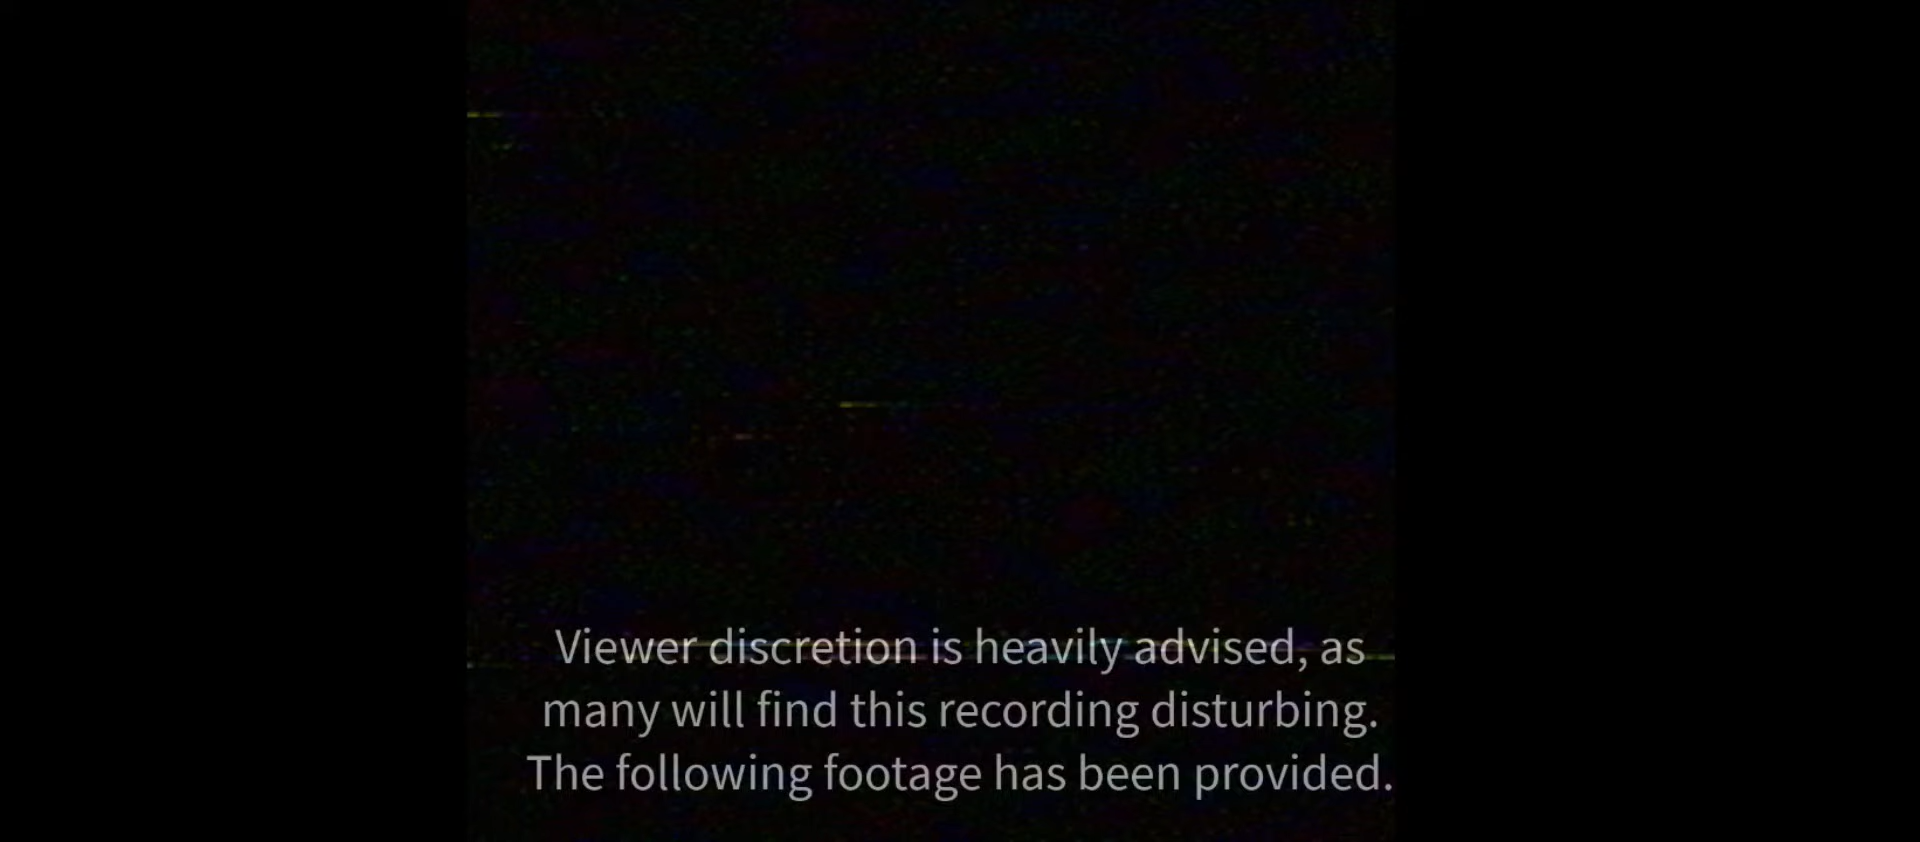 Viewer discretion is heavily advised, as
many will find this recording disturbing.
The following footage has been provided.